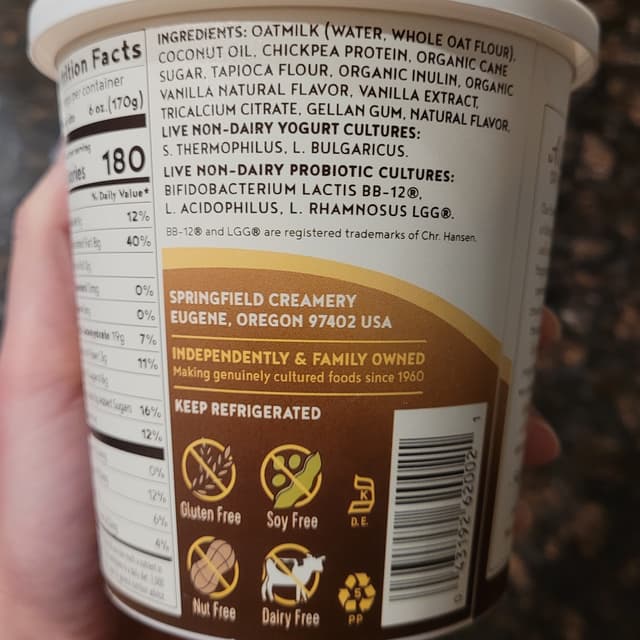 ition Facts
per container
6 oz.(170g)
180
% Daily Value*
12%
40%
0%
0%
19g 7%
11%
16%
12%
0%
12%
6%
4%
INGREDIENTS: OATMILK (WATER, WHOLE OAT FLOUR),
COCONUT OIL, CHICKPEA PROTEIN, ORGANIC CANE
SUGAR, TAPIOCA FLOUR, ORGANIC INULIN, ORGANIC
VANILLA NATURAL FLAVOR, VANILLA EXTRACT,
TRICALCIUM CITRATE, GELLAN GUM, NATURAL FLAVOR,
LIVE NON-DAIRY YOGURT CULTURES:
S. THERMOPHILUS, L. BULGARICUS.
LIVE NON-DAIRY PROBIOTIC CULTURES:
BIFIDOBACTERIUM LACTIS BB-12®,
L. ACIDOPHILUS, L. RHAMNOSUS LGG®.
BB-12® and LGG® are registered trademarks of Chr. Hansen.
SPRINGFIELD CREAMERY
EUGENE, OREGON 97402 USA
INDEPENDENTLY & FAMILY OWNED
Making genuinely cultured foods since 1960
KEEP REFRIGERATED
Gluten Free
Soy Free
K
D.E.
Nut Free
Dairy Free
5
PP
0 43192 62002 1